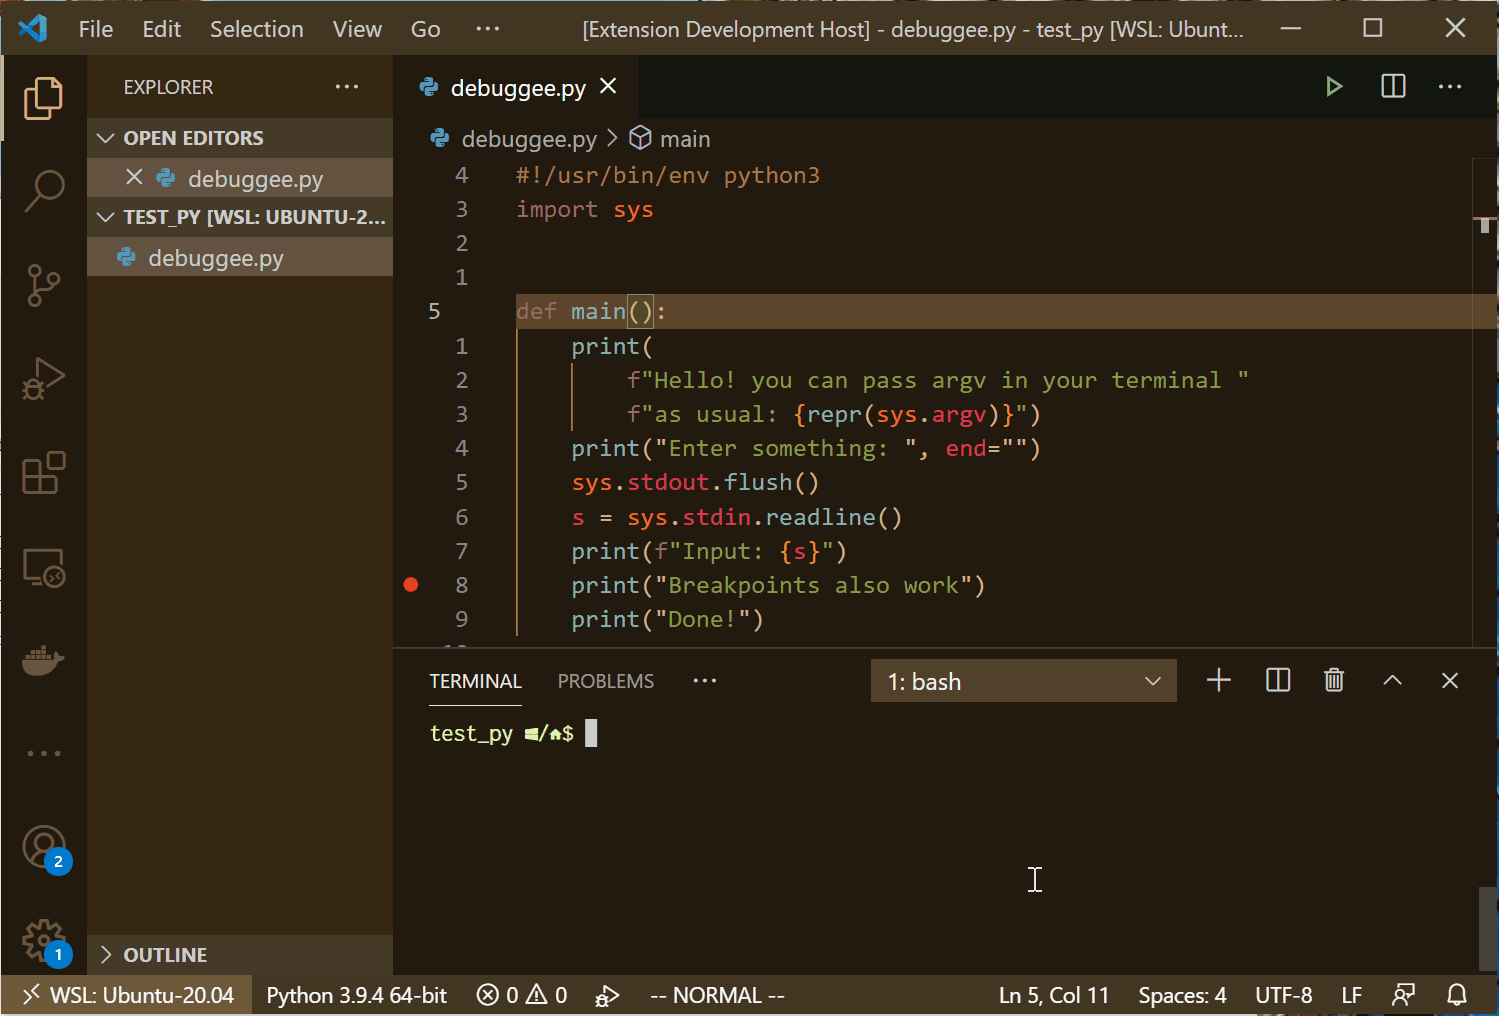 File Edit Selection View Go ··· [Extension Development Host] - debuggee.py - test_py [WSL: Ubunt...
EXPLORER ···
OPEN EDITORS
debuggee.py
TEST_PY [WSL: UBUNTU-2...
debuggee.py
OUTLINE
2
1
debuggee.py
debuggee.py > main
4 #!/usr/bin/env python3
3 import sys
2
1
5 def main():
1 print(
2 f"Hello! you can pass argv in your terminal "
3 f"as usual: {repr(sys.argv)}")
4 print("Enter something: ", end="")
5 sys.stdout.flush()
6 s = sys.stdin.readline()
7 print(f"Input: {s}")
8 print("Breakpoints also work")
9 print("Done!")
TERMINAL PROBLEMS ··· 1: bash
test_py /$
WSL: Ubuntu-20.04 Python 3.9.4 64-bit 0 0 -- NORMAL -- Ln 5, Col 11 Spaces: 4 UTF-8 LF